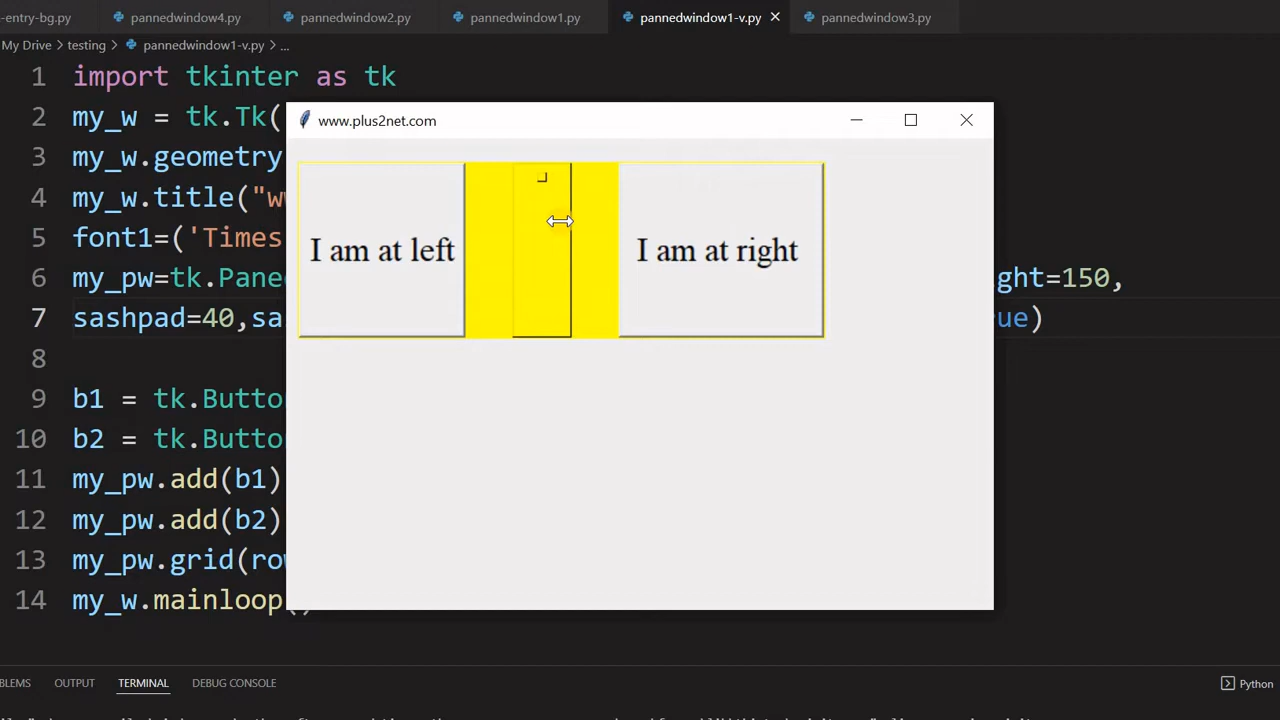 -entry-bg.py pannedwindow4.py pannedwindow2.py pannedwindow1.py pannedwindow1-v.py × pannedwindow3.py
My Drive > testing > pannedwindow1-v.py > ...
1 import tkinter as tk
2 my_w = tk.Tk(
www.plus2net.com
3 my_w.geometry
4 my_w.title("w
5 font1=('Times
I am at left I am at right
6 my_pw=tk.Pane ght=150,
7 sashpad=40,sa ue)
8
9 b1 = tk.Butto
10 b2 = tk.Butto
11 my_pw.add(b1)
12 my_pw.add(b2)
13 my_pw.grid(ro
14 my_w.mainloop()
BLEMS OUTPUT TERMINAL DEBUG CONSOLE Python